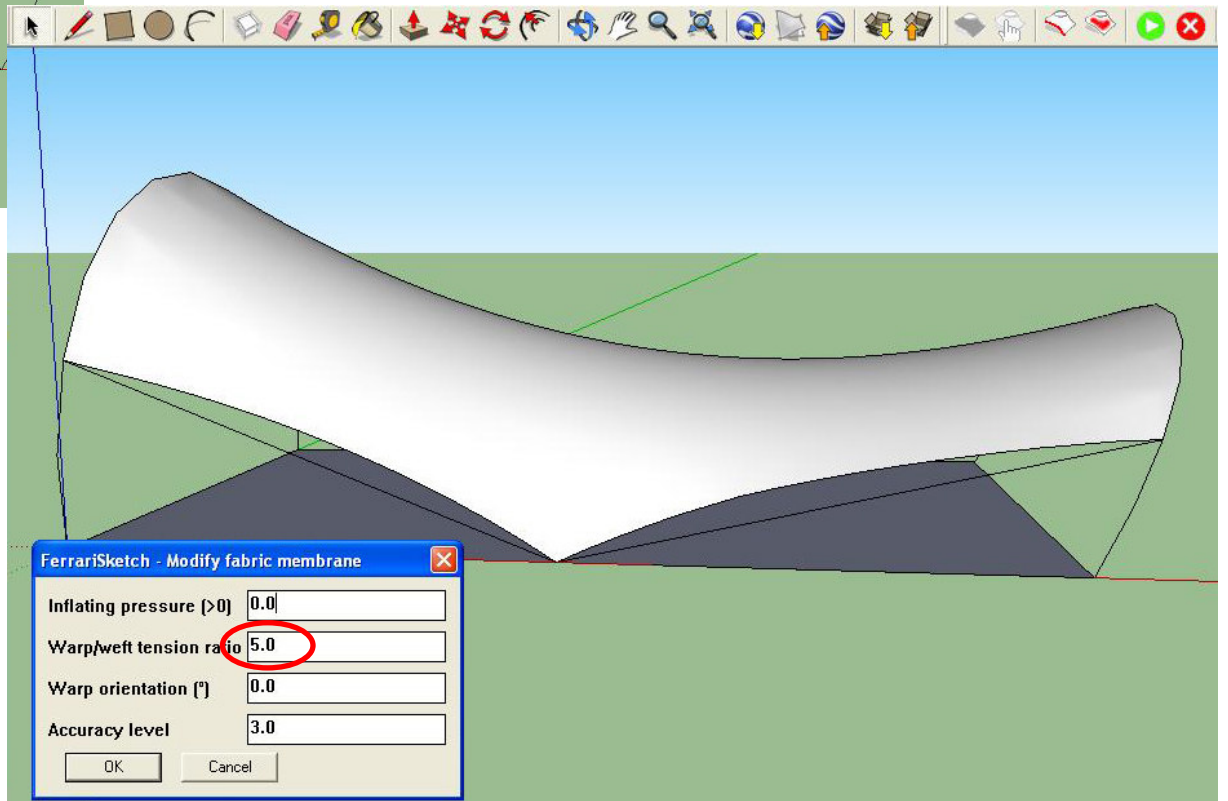 FerrariSketch - Modify fabric membrane
Inflating pressure (>0) 0.0
Warp/weft tension ratio 5.0
Warp orientation (°) 0.0
Accuracy level 3.0
OK Cancel